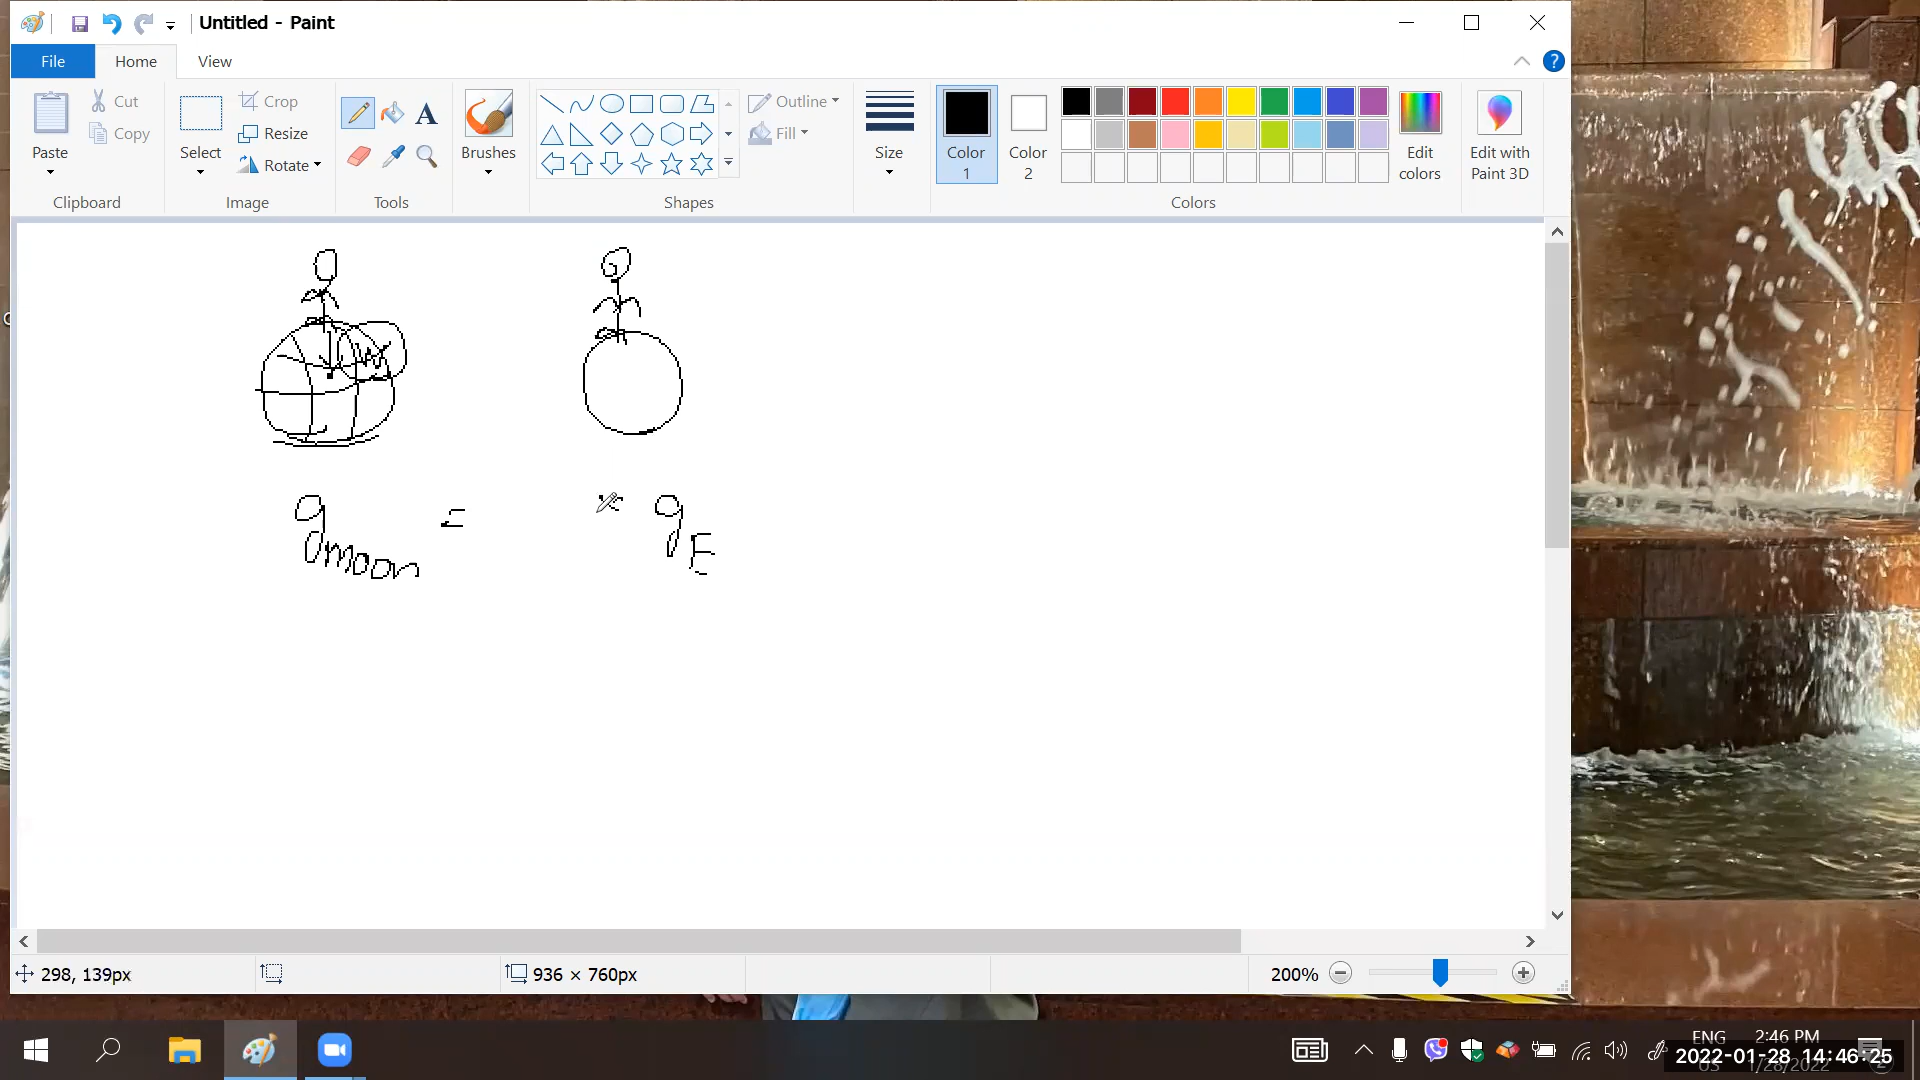 Untitled - Paint
File Home View
Paste
Cut
Copy
Clipboard
Select
Crop
Resize
Rotate
Image
Tools
Brushes
Shapes
Outline
Fill
Size
Color 1
Color 2
Colors
Edit colors
Edit with Paint 3D
g moon = g E
298, 139px
936 × 760px
200%
ENG
2:46 PM
2022-01-28 14:46:25